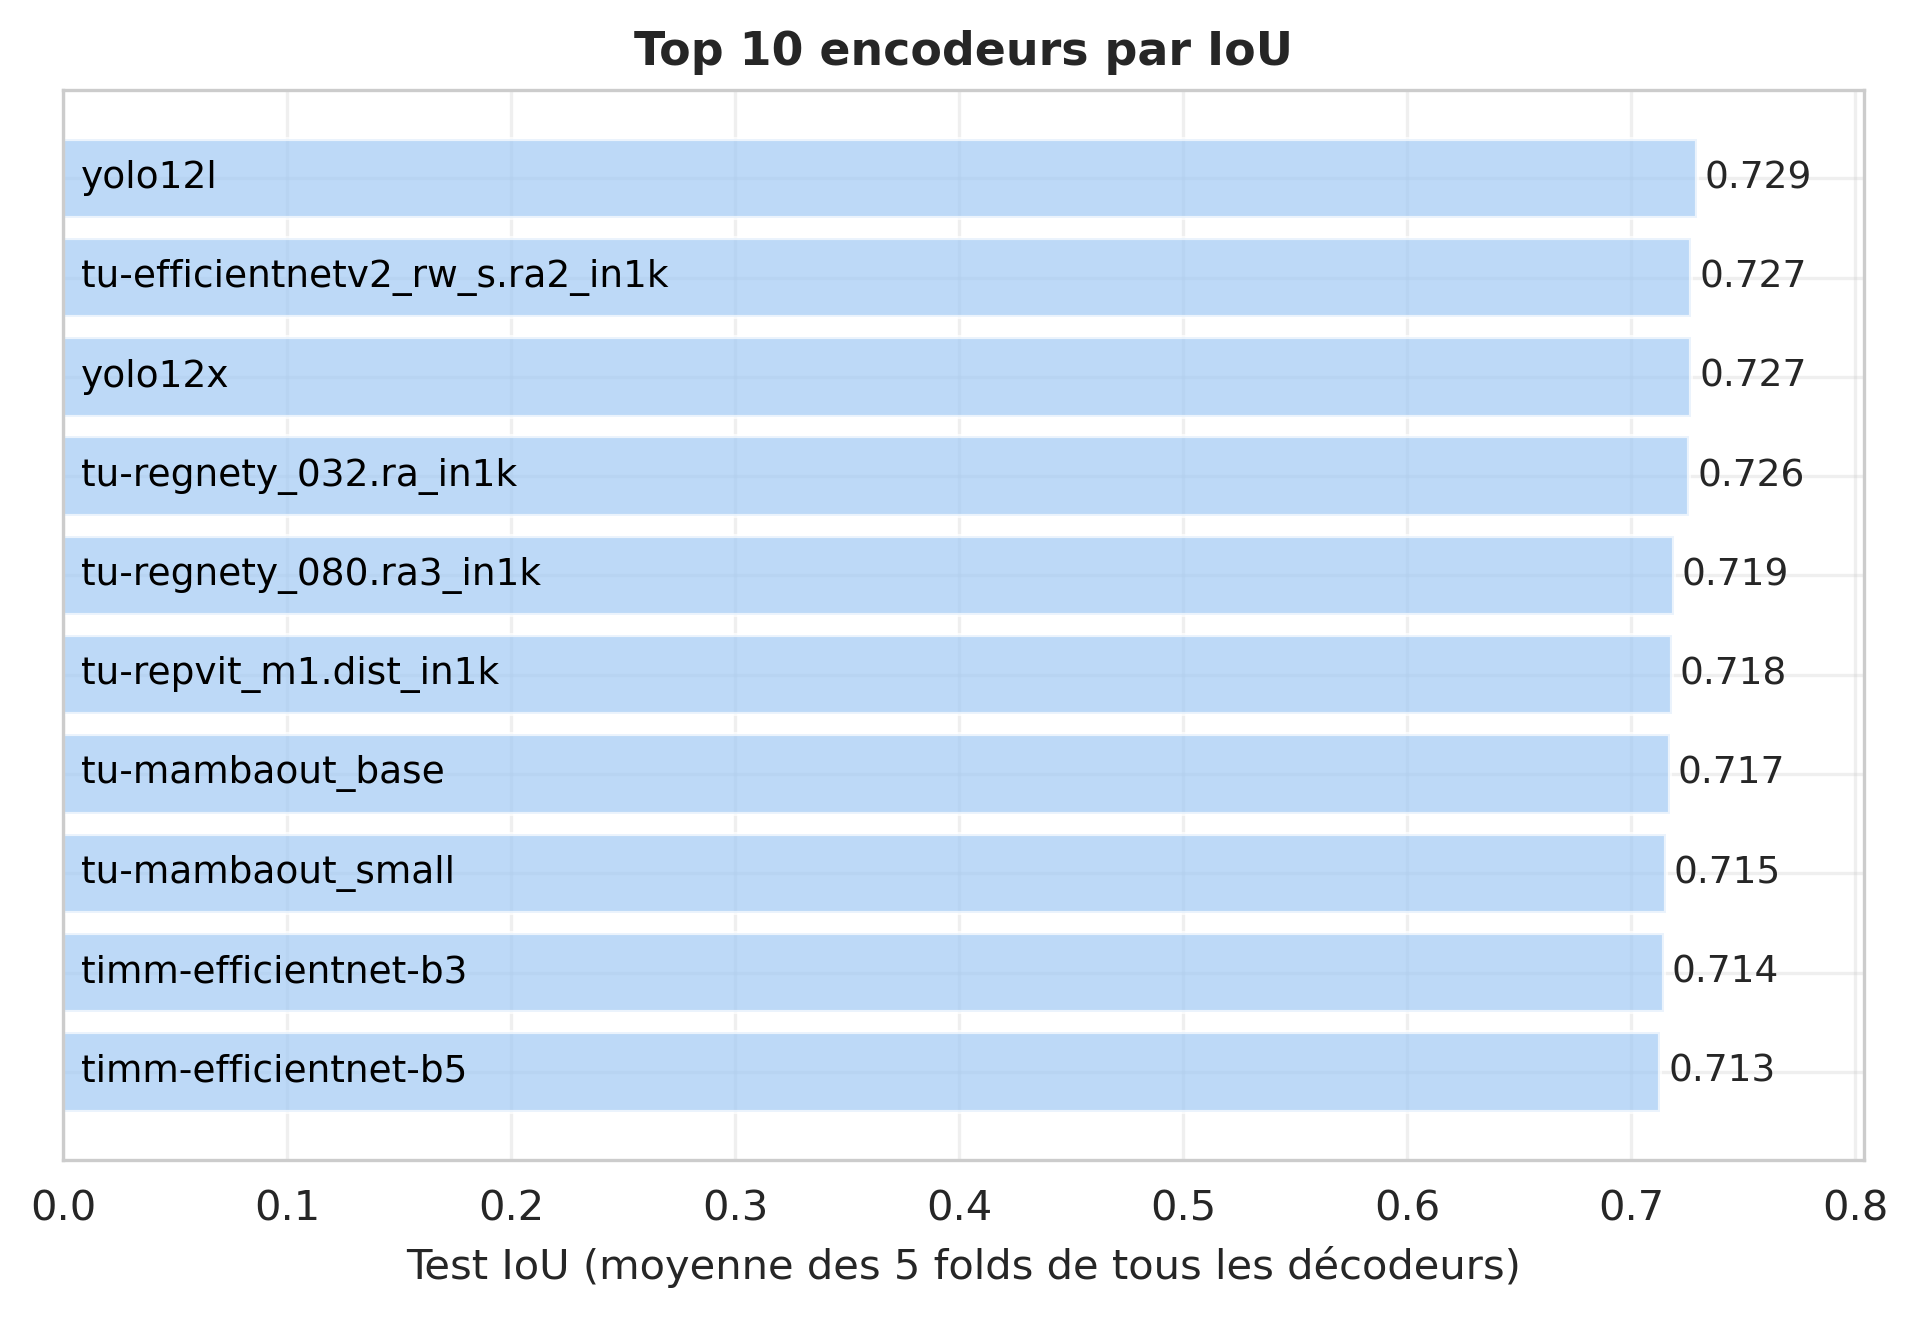 Top 10 encodeurs par IoU
yolo12l 0.729
tu-efficientnetv2_rw_s.ra2_in1k 0.727
yolo12x 0.727
tu-regnety_032.ra_in1k 0.726
tu-regnety_080.ra3_in1k 0.719
tu-repvit_m1.dist_in1k 0.718
tu-mambaout_base 0.717
tu-mambaout_small 0.715
timm-efficientnet-b3 0.714
timm-efficientnet-b5 0.713
0.0 0.1 0.2 0.3 0.4 0.5 0.6 0.7 0.8
Test IoU (moyenne des 5 folds de tous les décodeurs)